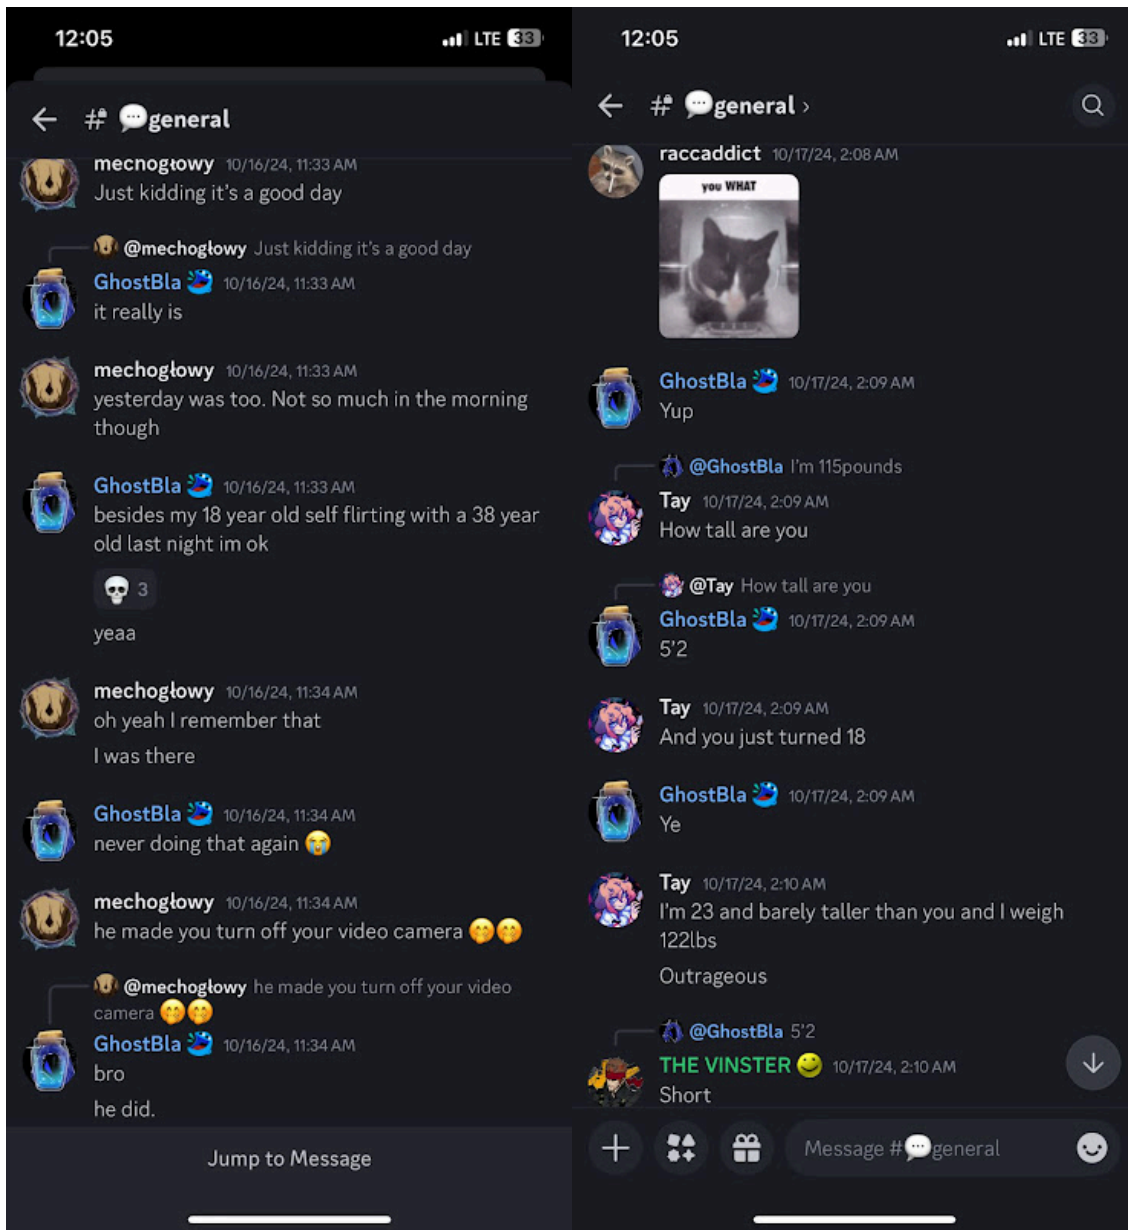 12:05
LTE 33
# 💬general
mechogłowy 10/16/24, 11:33 AM
Just kidding it's a good day
@mechogłowy Just kidding it's a good day
GhostBla 10/16/24, 11:33 AM
it really is
mechogłowy 10/16/24, 11:33 AM
yesterday was too. Not so much in the morning
though
GhostBla 10/16/24, 11:33 AM
besides my 18 year old self flirting with a 38 year
old last night im ok
💀 3
yeaa
mechogłowy 10/16/24, 11:34 AM
oh yeah I remember that
I was there
GhostBla 10/16/24, 11:34 AM
never doing that again 😭
mechogłowy 10/16/24, 11:34 AM
he made you turn off your video camera 🤭🤭
@mechogłowy he made you turn off your video
camera 🤭🤭
GhostBla 10/16/24, 11:34 AM
bro
he did.
Jump to Message
12:05
LTE 33
# 💬general ›
raccaddict 10/17/24, 2:08 AM
you WHAT
GhostBla 10/17/24, 2:09 AM
Yup
@GhostBla I'm 115pounds
Tay 10/17/24, 2:09 AM
How tall are you
@Tay How tall are you
GhostBla 10/17/24, 2:09 AM
5'2
Tay 10/17/24, 2:09 AM
And you just turned 18
GhostBla 10/17/24, 2:09 AM
Ye
Tay 10/17/24, 2:10 AM
I'm 23 and barely taller than you and I weigh
122lbs
Outrageous
@GhostBla 5'2
THE VINSTER 10/17/24, 2:10 AM
Short
Message #💬general